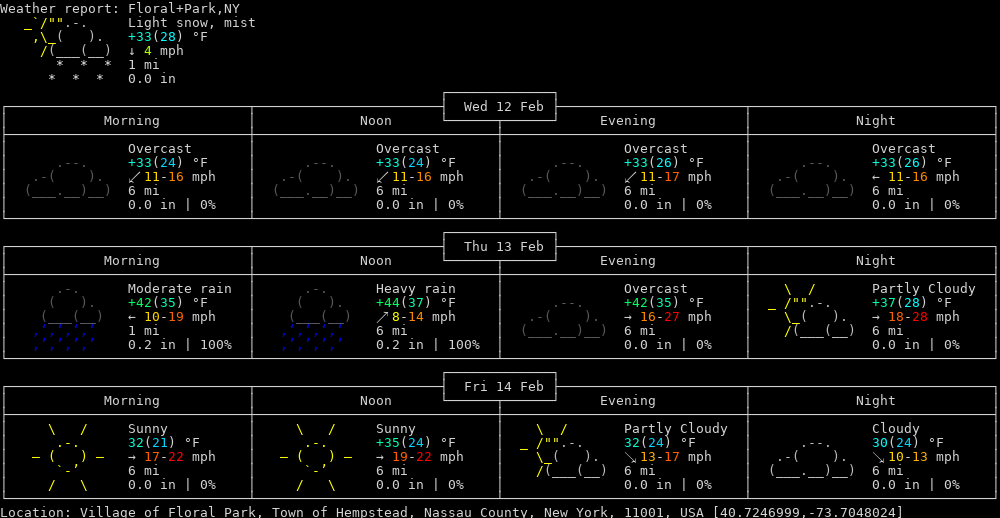 Weather report: Floral+Park,NY
Light snow, mist
+33(28) °F
↓ 4 mph
1 mi
0.0 in
Wed 12 Feb
Morning Noon Evening Night
Overcast Overcast Overcast Overcast
+33(24) °F +33(24) °F +33(26) °F +33(26) °F
↙ 11-16 mph ↙ 11-16 mph ↙ 11-17 mph ← 11-16 mph
6 mi 6 mi 6 mi 6 mi
0.0 in | 0% 0.0 in | 0% 0.0 in | 0% 0.0 in | 0%
Thu 13 Feb
Morning Noon Evening Night
Moderate rain Heavy rain Overcast Partly Cloudy
+42(35) °F +44(37) °F +42(35) °F +37(28) °F
← 10-19 mph ↗ 8-14 mph → 16-27 mph → 18-28 mph
1 mi 6 mi 6 mi 6 mi
0.2 in | 100% 0.2 in | 100% 0.0 in | 0% 0.0 in | 0%
Fri 14 Feb
Morning Noon Evening Night
Sunny Sunny Partly Cloudy Cloudy
32(21) °F +35(24) °F 32(24) °F 30(24) °F
→ 17-22 mph → 19-22 mph ↘ 13-17 mph ↘ 10-13 mph
6 mi 6 mi 6 mi 6 mi
0.0 in | 0% 0.0 in | 0% 0.0 in | 0% 0.0 in | 0%
Location: Village of Floral Park, Town of Hempstead, Nassau County, New York, 11001, USA [40.7246999,-73.7048024]